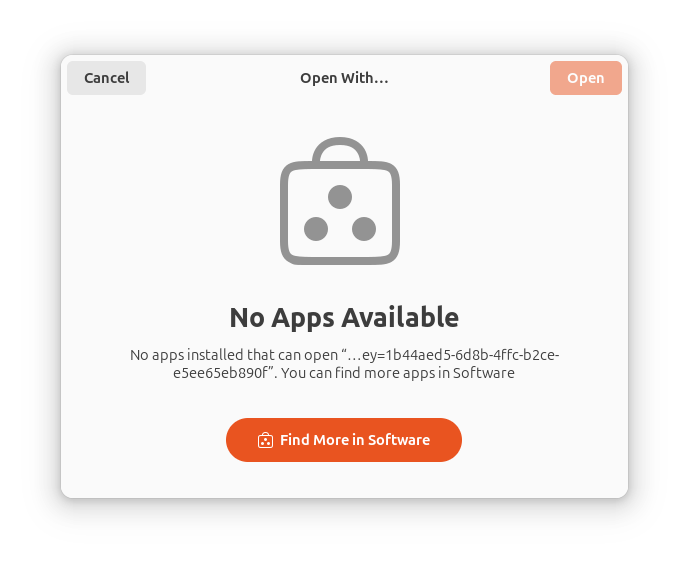 Cancel
Open With…
Open
No Apps Available
No apps installed that can open “…ey=1b44aed5-6d8b-4ffc-b2ce-
e5ee65eb890f”. You can find more apps in Software
Find More in Software